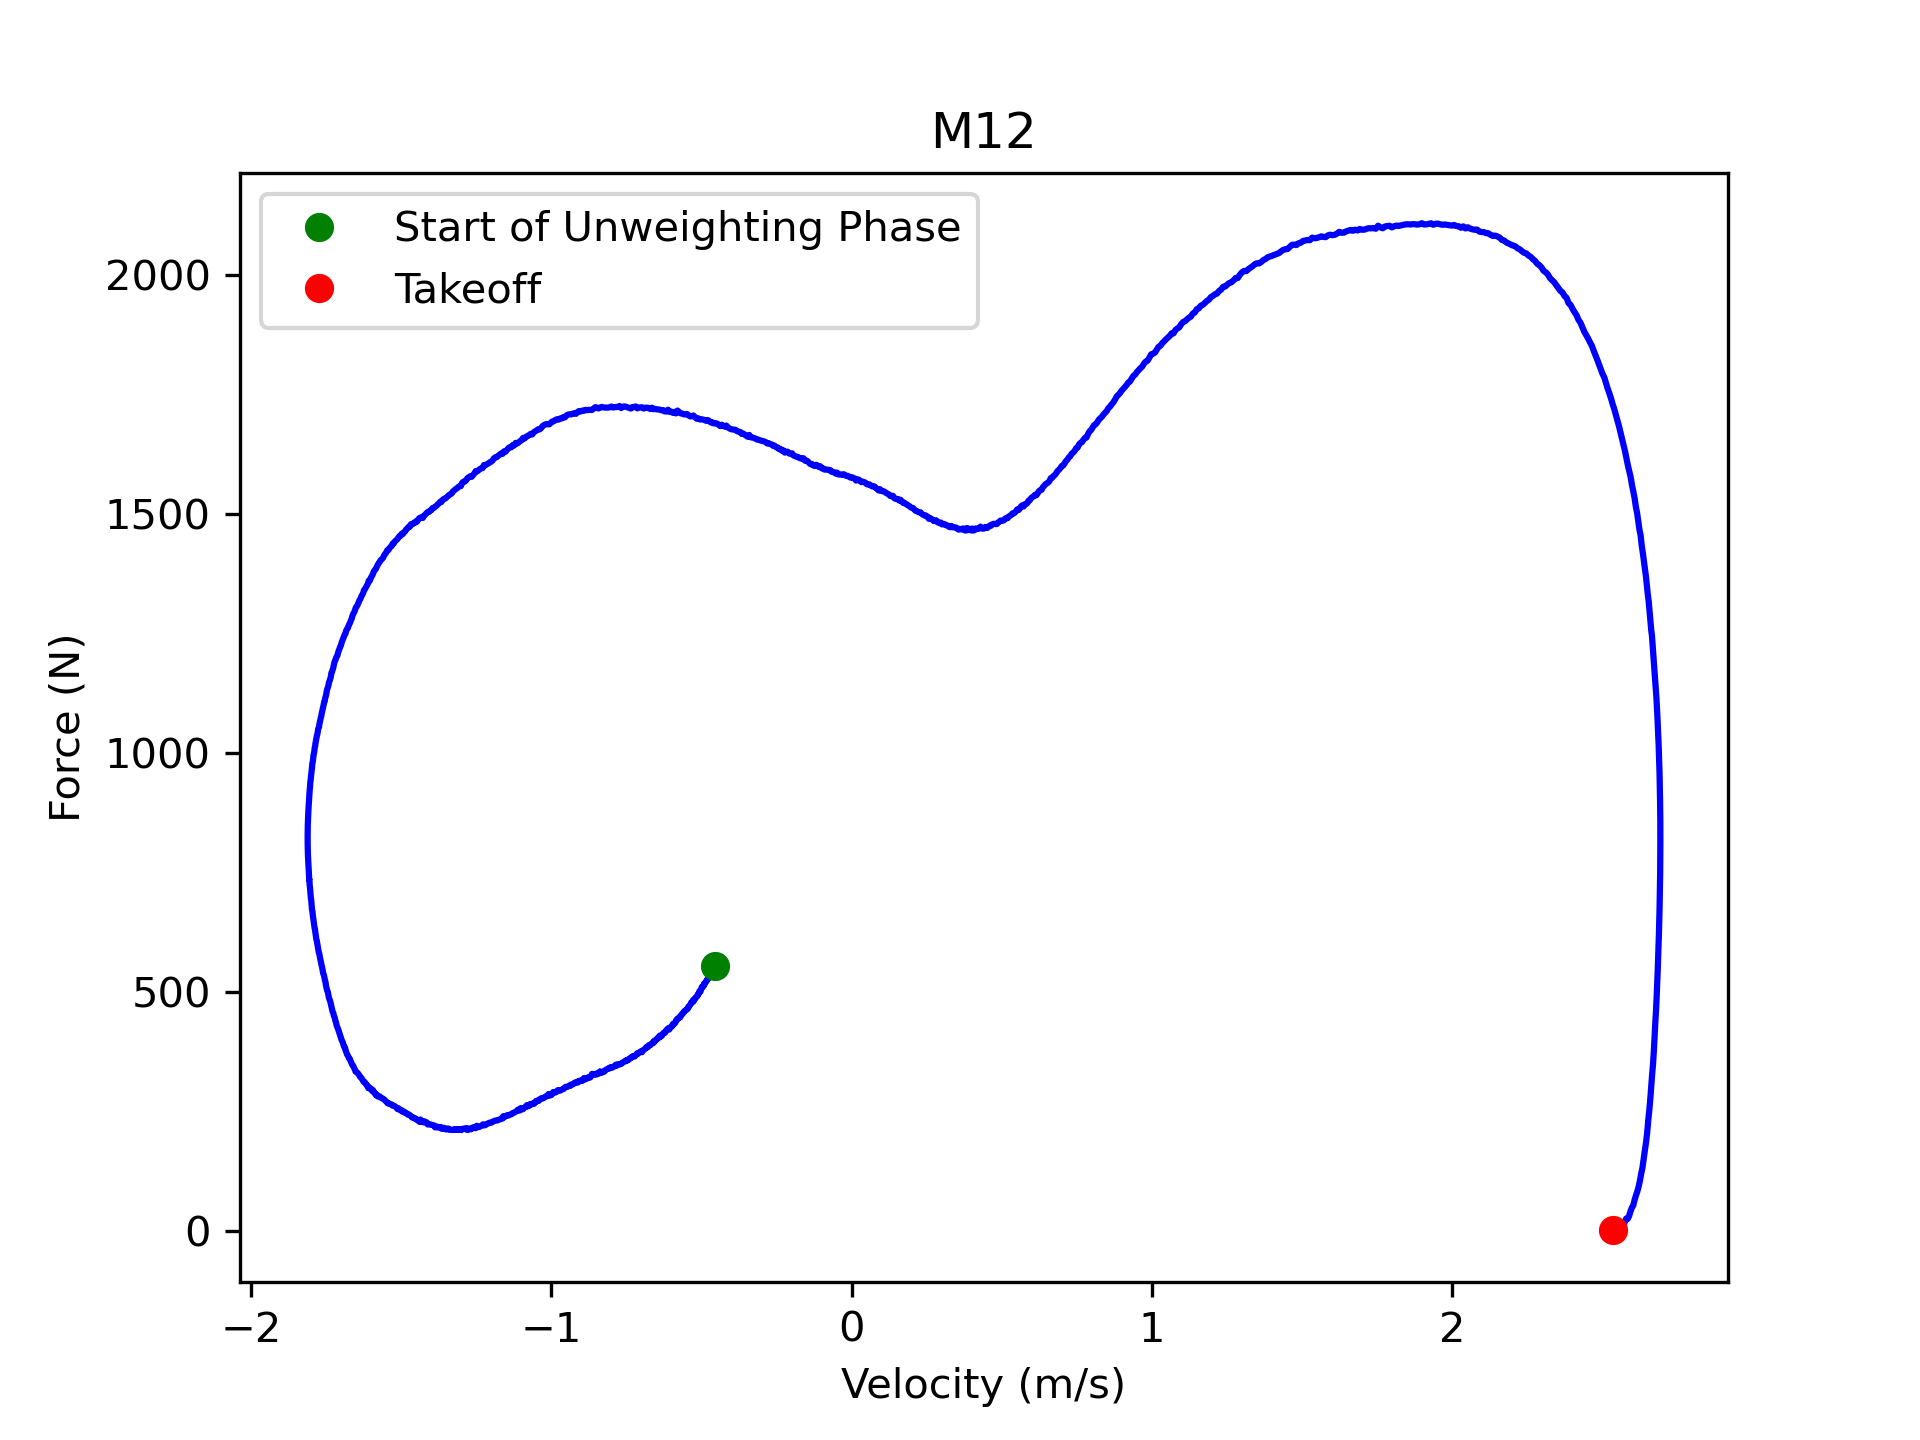 M12
Start of Unweighting Phase
Takeoff
Force (N)
2000
1500
1000
500
0
−2 −1 0 1 2
Velocity (m/s)